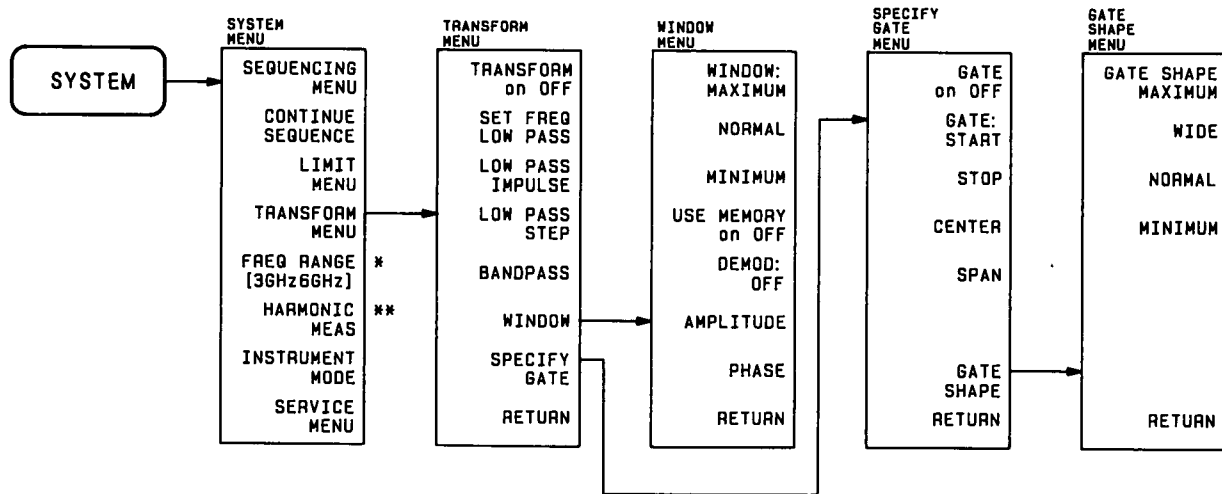 SYSTEM
SYSTEM
MENU
SEQUENCING
MENU
CONTINUE
SEQUENCE
LIMIT
MENU
TRANSFORM
MENU
FREQ RANGE *
[3GHz6GHz]
HARMONIC **
MEAS
INSTRUMENT
MODE
SERVICE
MENU
TRANSFORM
MENU
TRANSFORM
on OFF
SET FREQ
LOW PASS
LOW PASS
IMPULSE
LOW PASS
STEP
BANDPASS
WINDOW
SPECIFY
GATE
RETURN
WINDOW
MENU
WINDOW:
MAXIMUM
NORMAL
MINIMUM
USE MEMORY
on OFF
DEMOD:
OFF
AMPLITUDE
PHASE
RETURN
SPECIFY
GATE
MENU
GATE
on OFF
GATE:
START
STOP
CENTER
SPAN
GATE
SHAPE
RETURN
GATE
SHAPE
MENU
GATE SHAPE
MAXIMUM
WIDE
NORMAL
MINIMUM
RETURN